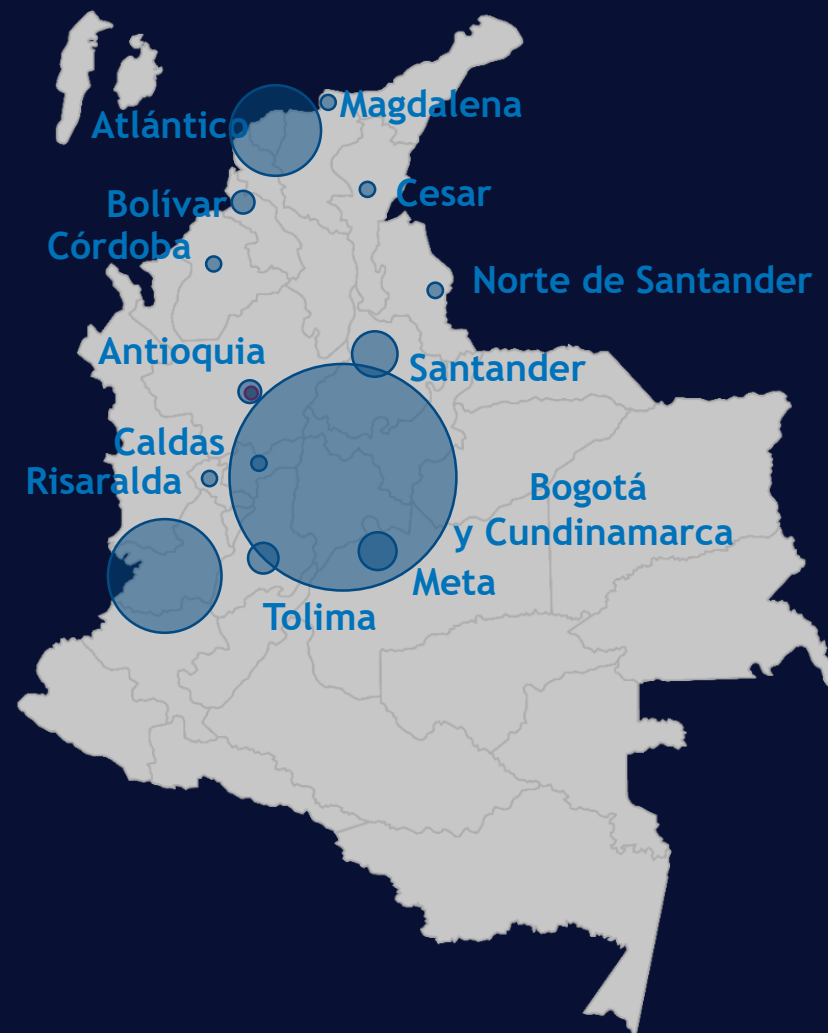 Magdalena
Atlántico
Cesar
Bolívar
Córdoba
Norte de Santander
Antioquia
Santander
Caldas
Risaralda
Bogotá
y Cundinamarca
Meta
Tolima